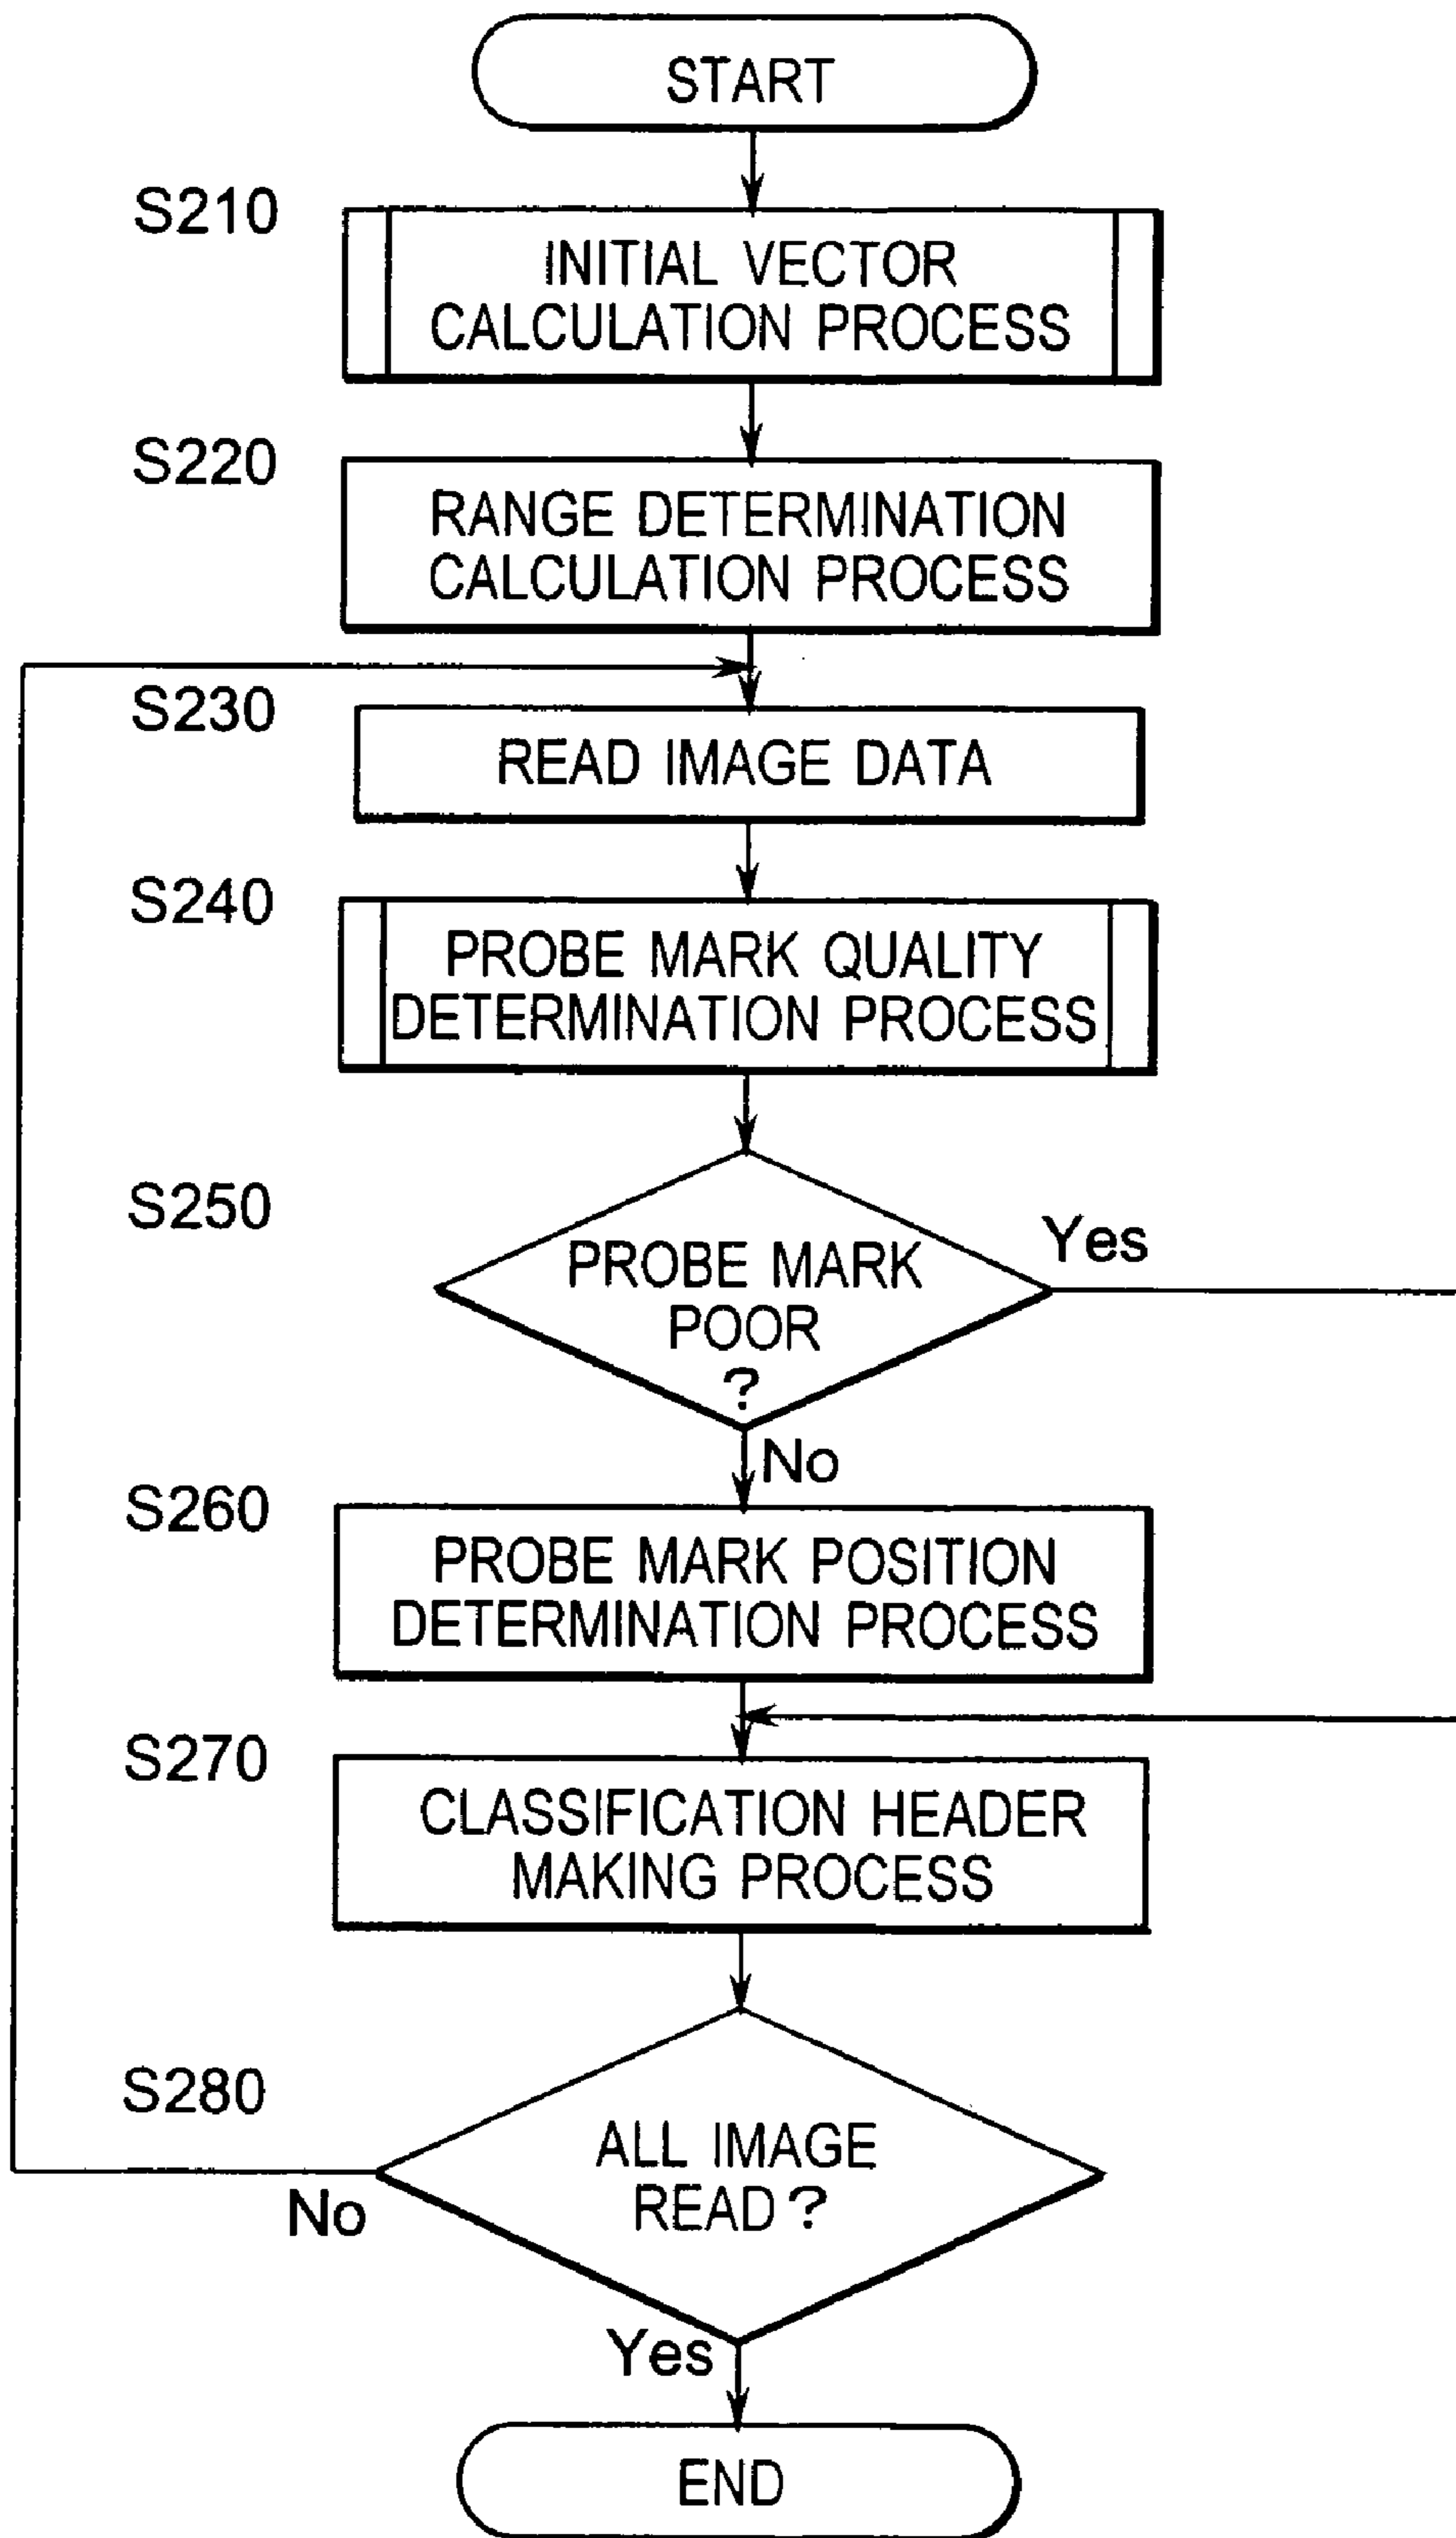 START
S210
INITIAL VECTOR
CALCULATION PROCESS
S220
RANGE DETERMINATION
CALCULATION PROCESS
S230
READ IMAGE DATA
S240
PROBE MARK QUALITY
DETERMINATION PROCESS
S250
PROBE MARK
POOR
?
Yes
No
S260
PROBE MARK POSITION
DETERMINATION PROCESS
S270
CLASSIFICATION HEADER
MAKING PROCESS
S280
ALL IMAGE
READ ?
No
Yes
END